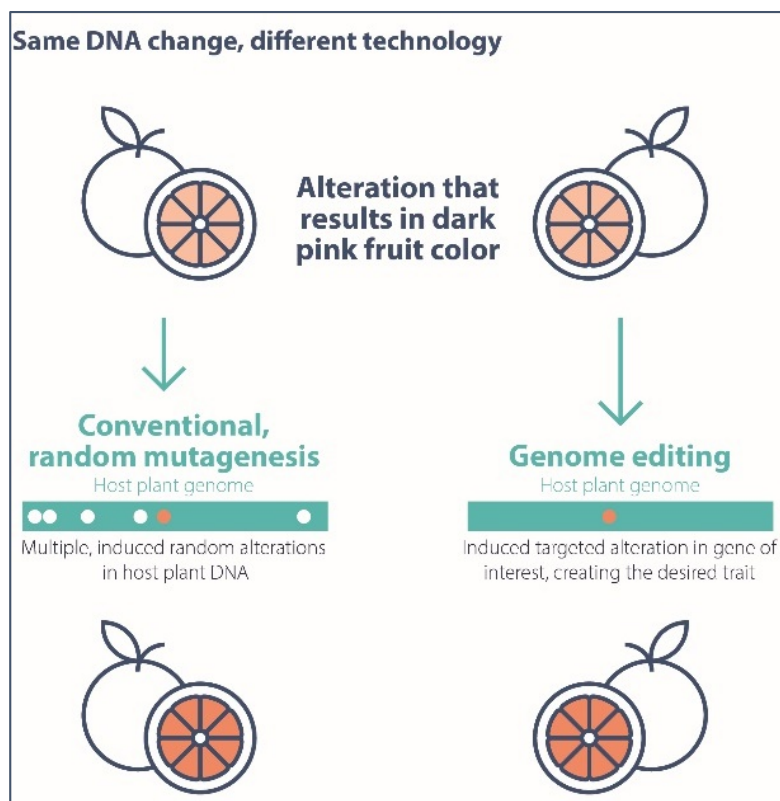 Same DNA change, different technology
Alteration that
results in dark
pink fruit color
Conventional,
random mutagenesis
Host plant genome
Multiple, induced random alterations
in host plant DNA
Genome editing
Host plant genome
Induced targeted alteration in gene of
interest, creating the desired trait